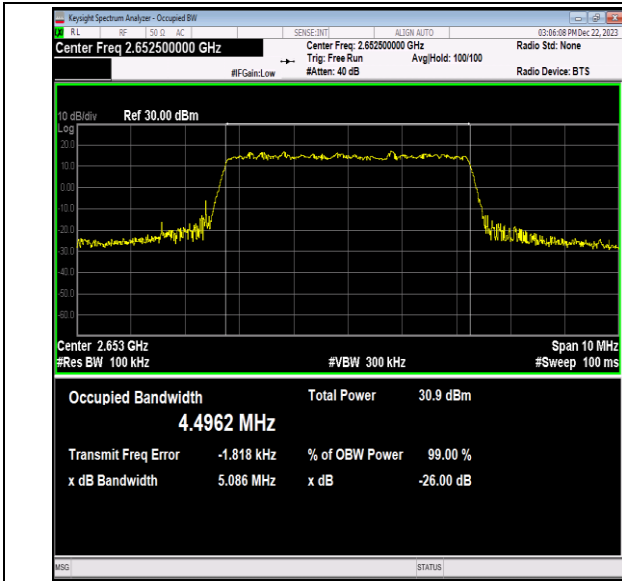 Keysight Spectrum Analyzer - Occupied BW
LXI RL RF 50 Ω AC SENSE:INT ALIGN AUTO 03:06:08 PM Dec 22, 2023
Center Freq 2.652500000 GHz Center Freq: 2.652500000 GHz Radio Std: None
Trig: Free Run Avg|Hold: 100/100
#IFGain:Low #Atten: 40 dB Radio Device: BTS
10 dB/div Ref 30.00 dBm
Log
20.0
10.0
0.00
-10.0
-20.0
-30.0
-40.0
-50.0
-60.0
Center 2.653 GHz Span 10 MHz
#Res BW 100 kHz #VBW 300 kHz #Sweep 100 ms
Occupied Bandwidth Total Power 30.9 dBm
4.4962 MHz
Transmit Freq Error -1.818 kHz % of OBW Power 99.00 %
x dB Bandwidth 5.086 MHz x dB -26.00 dB
MSG STATUS